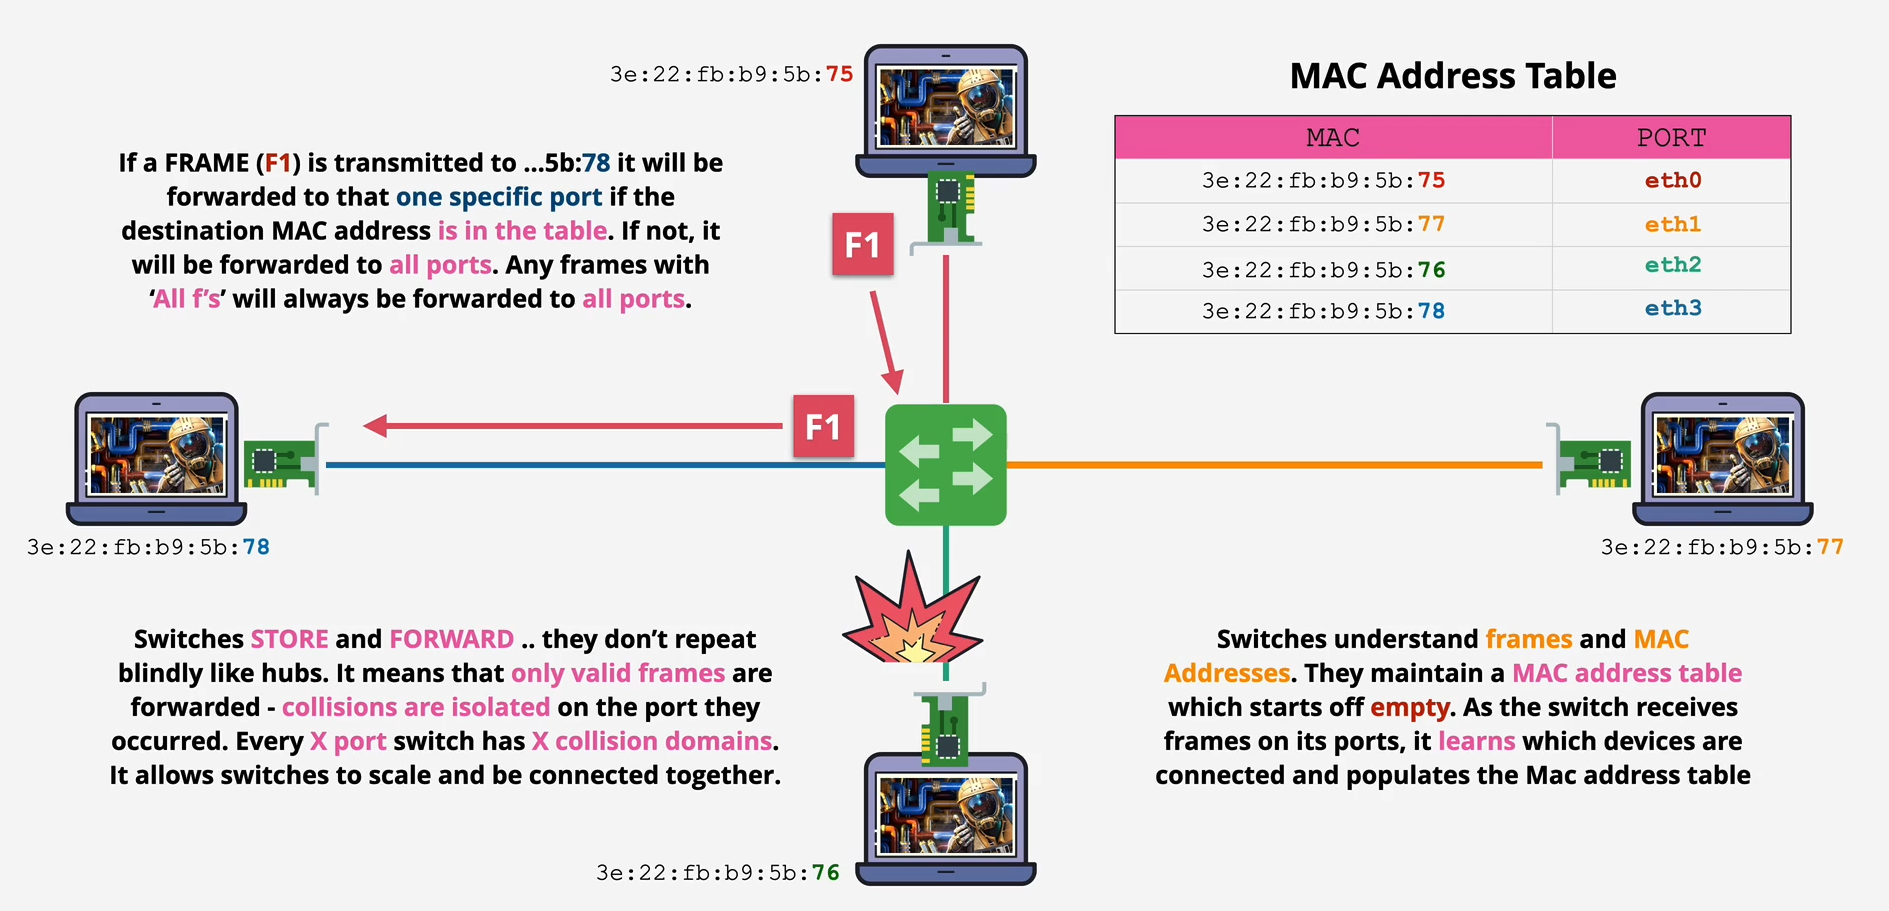 3e:22:fb:b9:5b:75
MAC Address Table
MAC PORT
3e:22:fb:b9:5b:75 eth0
3e:22:fb:b9:5b:77 eth1
3e:22:fb:b9:5b:76 eth2
3e:22:fb:b9:5b:78 eth3
If a FRAME (F1) is transmitted to ...5b:78 it will be
forwarded to that one specific port if the
destination MAC address is in the table. If not, it
will be forwarded to all ports. Any frames with
‘All f’s’ will always be forwarded to all ports.
F1
F1
3e:22:fb:b9:5b:78
3e:22:fb:b9:5b:77
Switches STORE and FORWARD .. they don’t repeat
blindly like hubs. It means that only valid frames are
forwarded - collisions are isolated on the port they
occurred. Every X port switch has X collision domains.
It allows switches to scale and be connected together.
Switches understand frames and MAC
Addresses. They maintain a MAC address table
which starts off empty. As the switch receives
frames on its ports, it learns which devices are
connected and populates the Mac address table
3e:22:fb:b9:5b:76